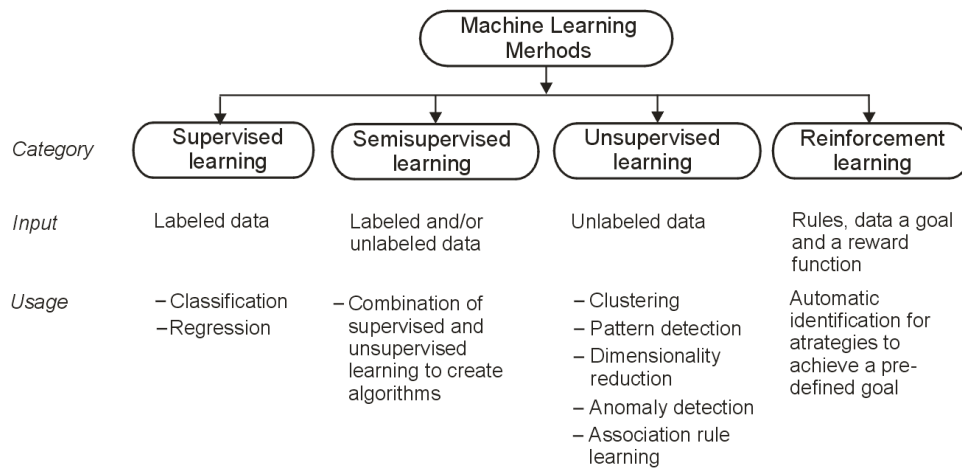 Machine Learning
Merhods
Category
Supervised
learning
Semisupervised
learning
Unsupervised
learning
Reinforcement
learning
Input
Labeled data
Labeled and/or
unlabeled data
Unlabeled data
Rules, data a goal
and a reward
function
Usage
– Classification
– Regression
– Combination of
supervised and
unsupervised
learning to create
algorithms
– Clustering
– Pattern detection
– Dimensionality
reduction
– Anomaly detection
– Association rule
learning
Automatic
identification for
atrategies to
achieve a pre-
defined goal